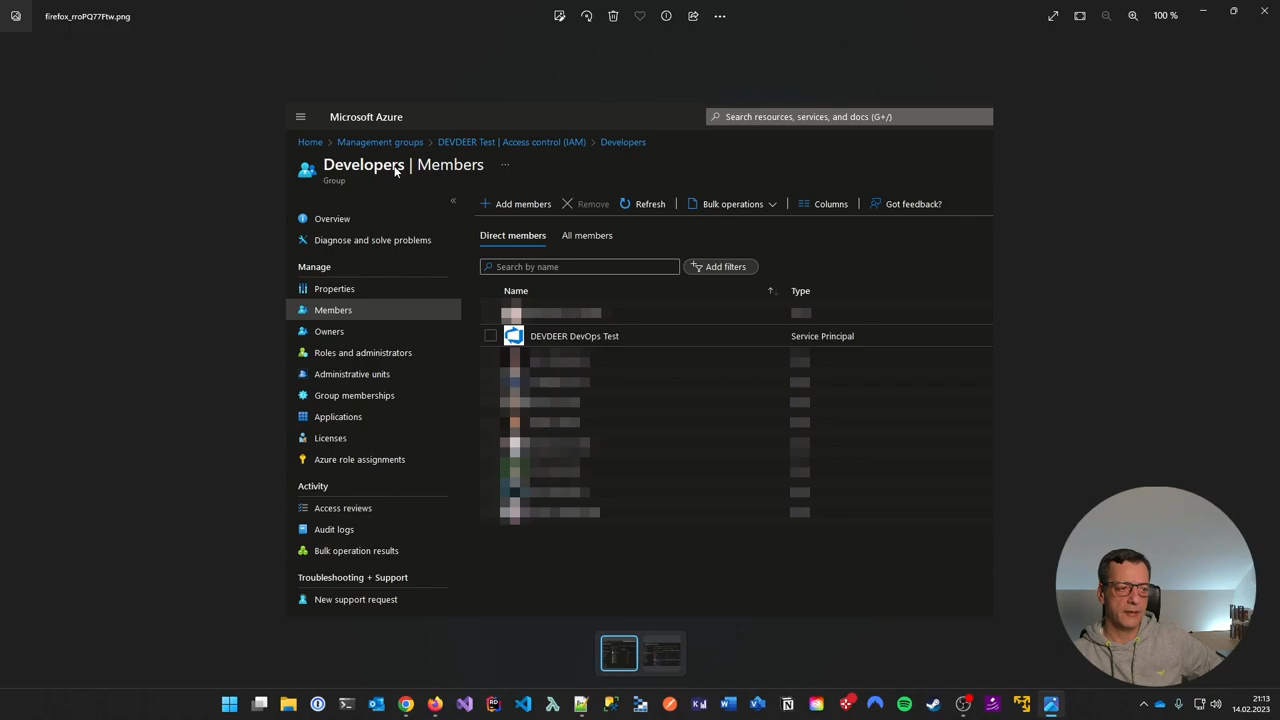 firefox_rroPQ77Ftw.png
100 %
Microsoft Azure
Search resources, services, and docs (G+/)
Home > Management groups > DEVDEER Test | Access control (IAM) > Developers
Developers | Members ...
Group
Add members
Remove
Refresh
Bulk operations
Columns
Got feedback?
Overview
Diagnose and solve problems
Manage
Properties
Members
Owners
Roles and administrators
Administrative units
Group memberships
Applications
Licenses
Azure role assignments
Activity
Access reviews
Audit logs
Bulk operation results
Troubleshooting + Support
New support request
Direct members
All members
Search by name
Add filters
Name
Type
DEVDEER DevOps Test
Service Principal
21:13
14.02.2023